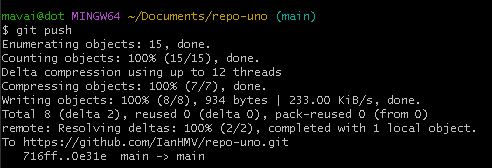 mavai@dot MINGW64 ~/Documents/repo-uno (main)
$ git push
Enumerating objects: 15, done.
Counting objects: 100% (15/15), done.
Delta compression using up to 12 threads
Compressing objects: 100% (7/7), done.
Writing objects: 100% (8/8), 934 bytes | 233.00 KiB/s, done.
Total 8 (delta 2), reused 0 (delta 0), pack-reused 0 (from 0)
remote: Resolving deltas: 100% (2/2), completed with 1 local object.
To https://github.com/IanHMV/repo-uno.git
   716ff..0e31e  main -> main